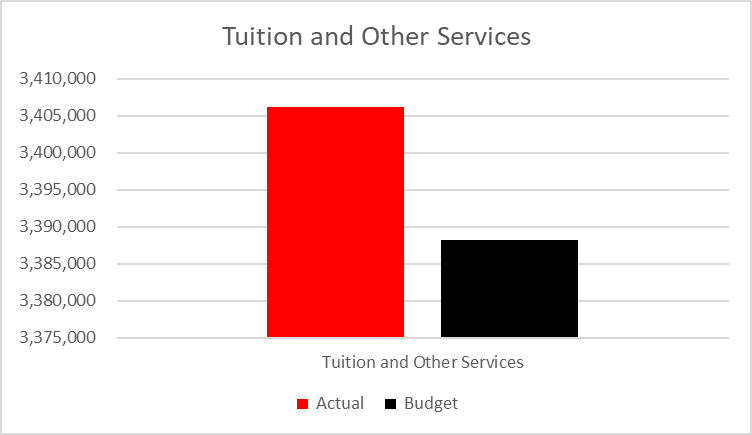 Tuition and Other Services
3,410,000
3,405,000
3,400,000
3,395,000
3,390,000
3,385,000
3,380,000
3,375,000
Tuition and Other Services
Actual Budget